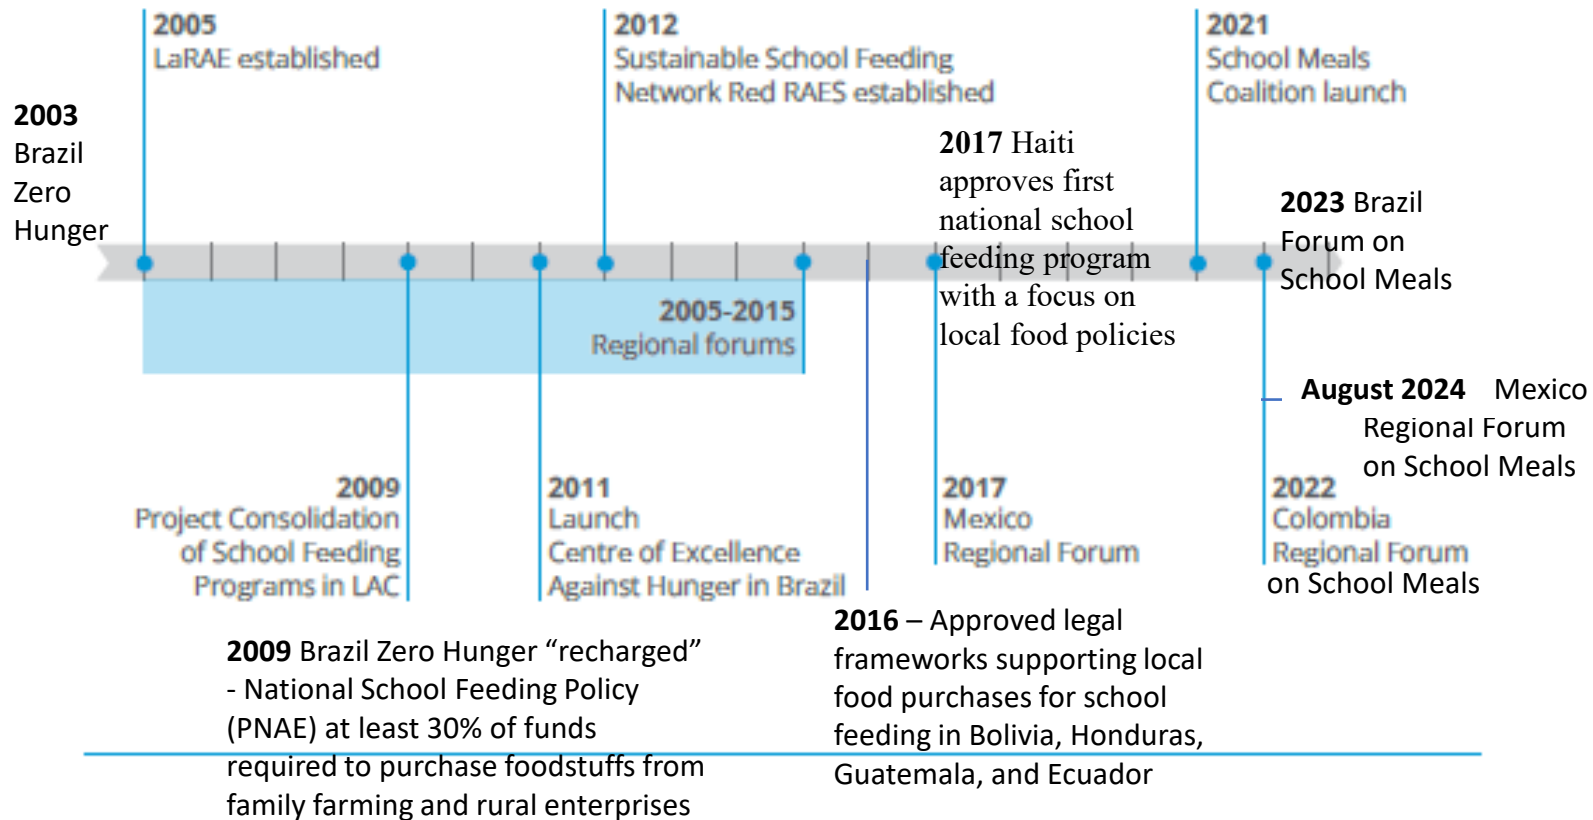 2005
LaRAE established
2012
Sustainable School Feeding
Network Red RAES established
2021
School Meals
Coalition launch
2003
Brazil
Zero
Hunger
2017 Haiti
approves first
national school
feeding program
with a focus on
local food policies
2023 Brazil
Forum on
School Meals
2005-2015
Regional forums
August 2024 Mexico
Regional Forum
on School Meals
2009
Project Consolidation
of School Feeding
Programs in LAC
2011
Launch
Centre of Excellence
Against Hunger in Brazil
2017
Mexico
Regional Forum
2022
Colombia
Regional Forum
on School Meals
2009 Brazil Zero Hunger “recharged”
- National School Feeding Policy
(PNAE) at least 30% of funds
required to purchase foodstuffs from
family farming and rural enterprises
2016 – Approved legal
frameworks supporting local
food purchases for school
feeding in Bolivia, Honduras,
Guatemala, and Ecuador